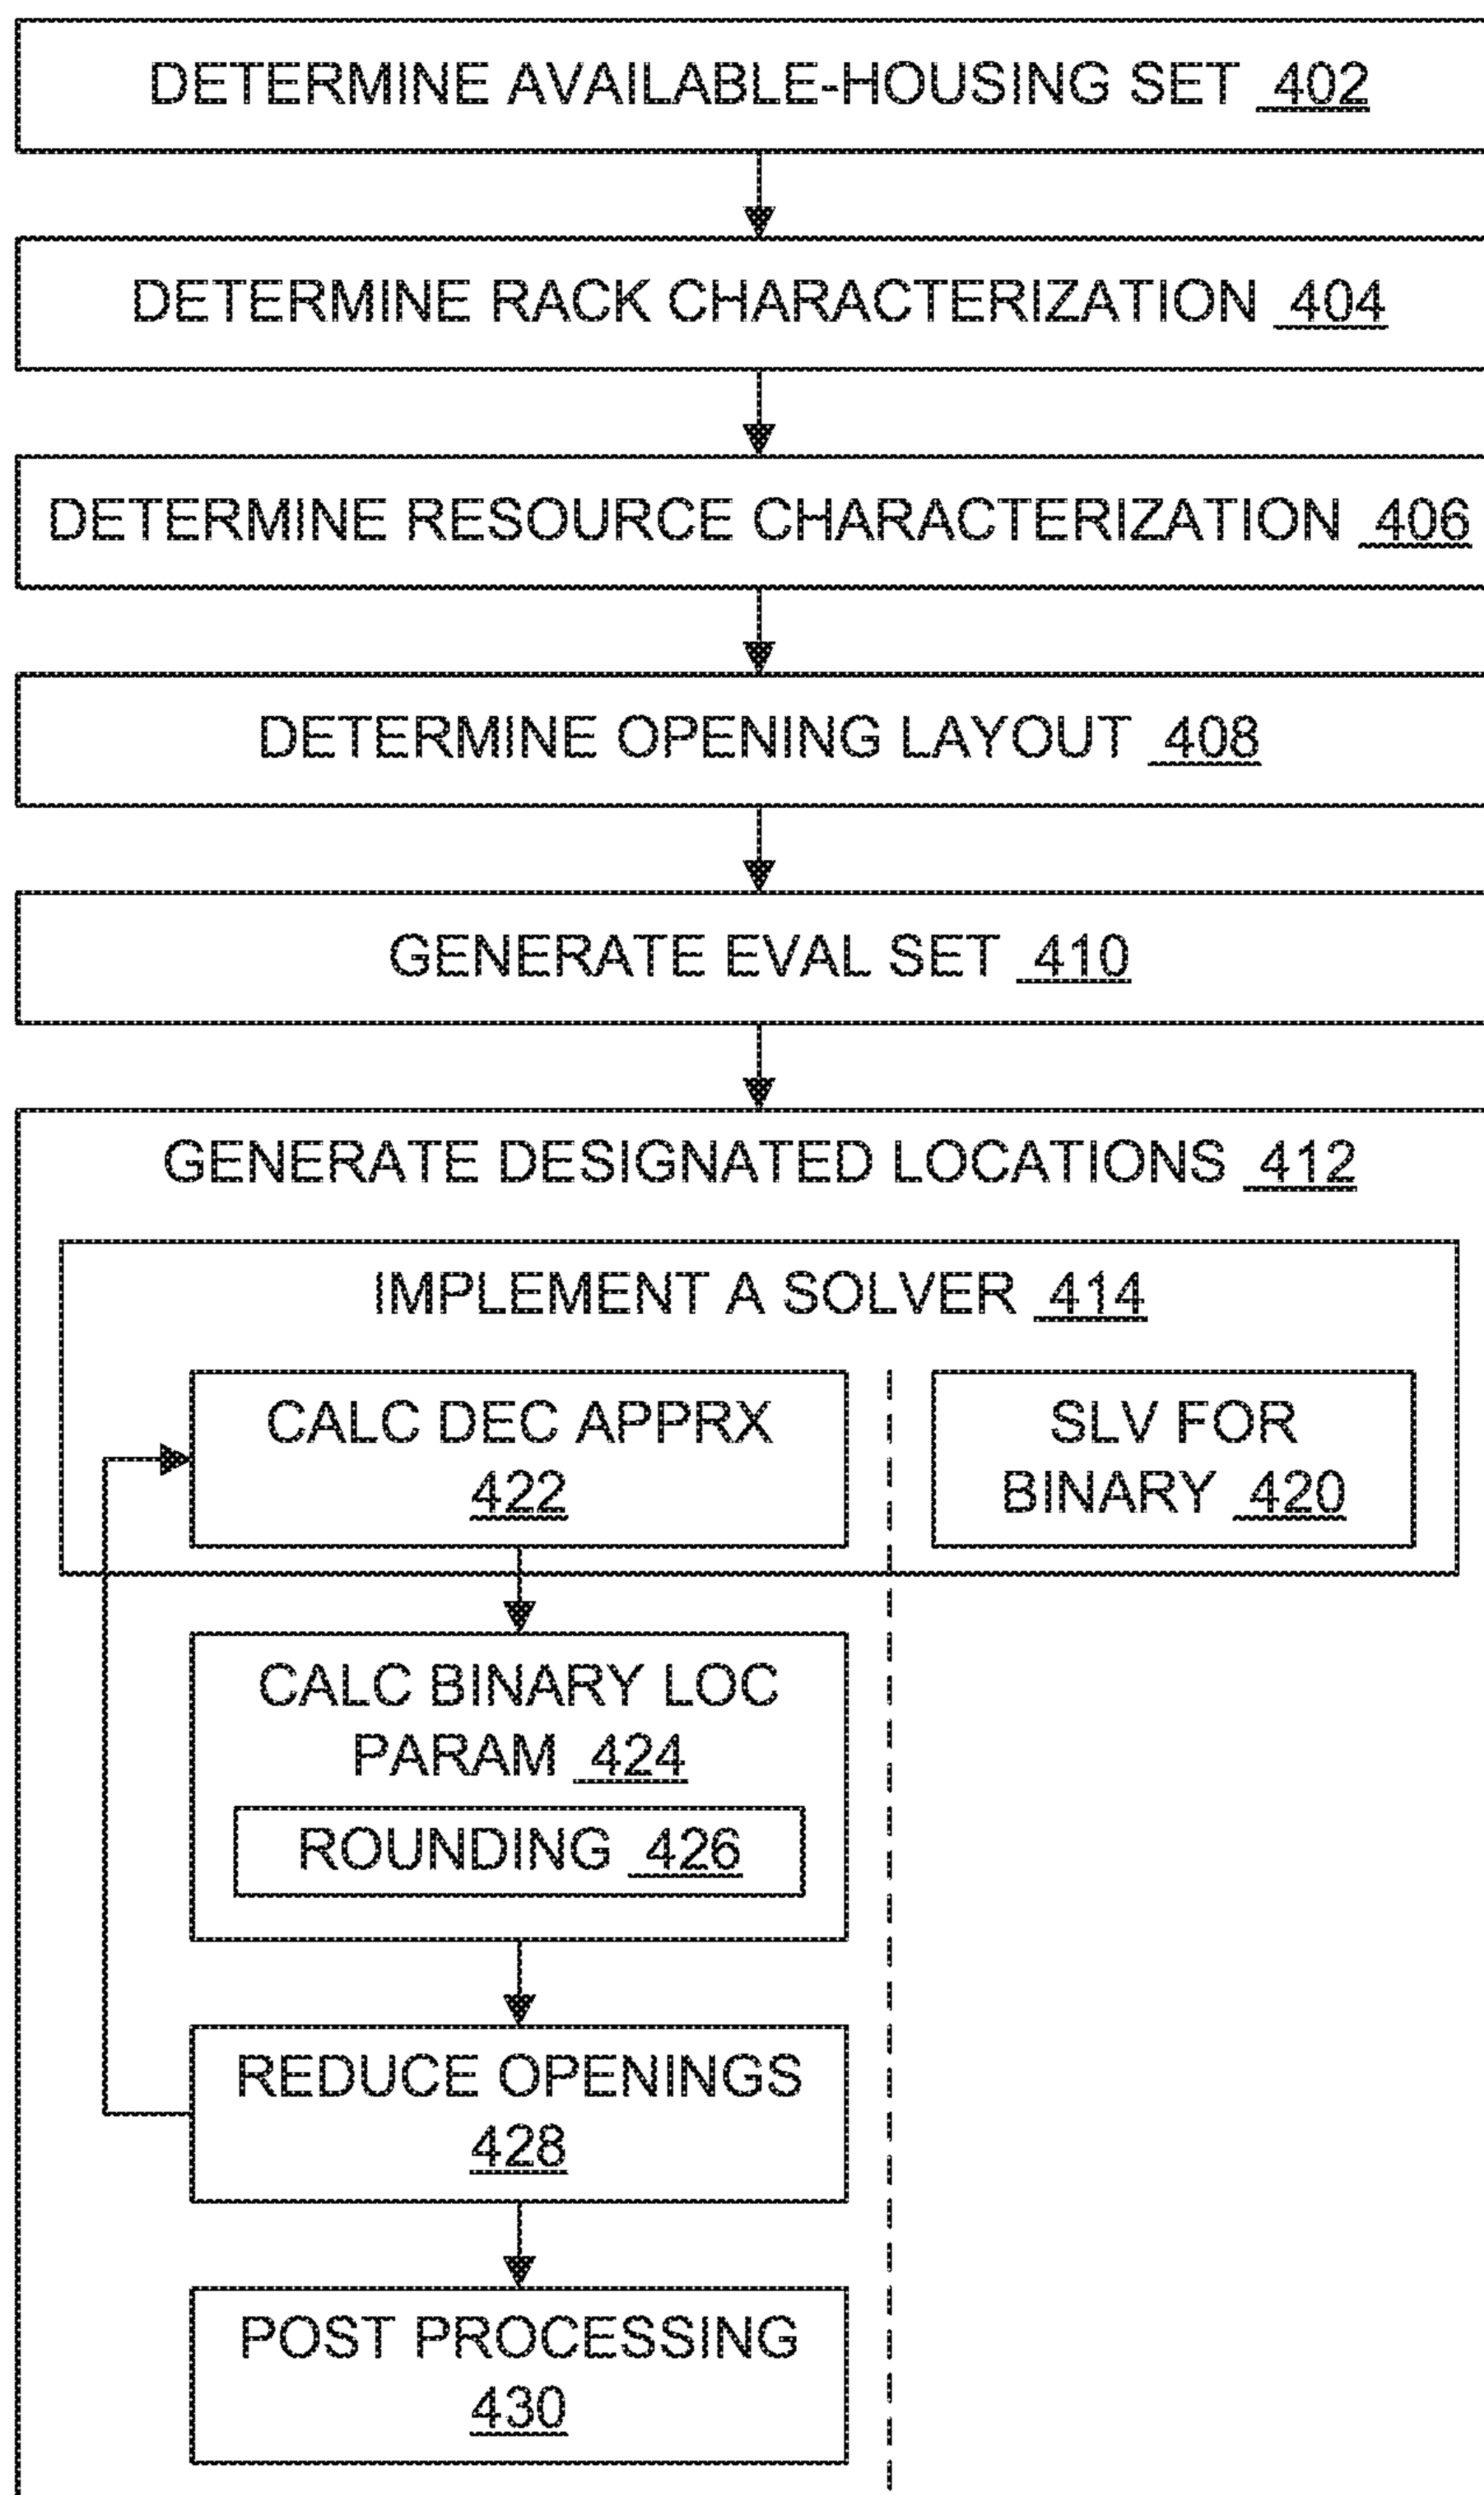 DETERMINE AVAILABLE-HOUSING SET 402
DETERMINE RACK CHARACTERIZATION 404
DETERMINE RESOURCE CHARACTERIZATION 406
DETERMINE OPENING LAYOUT 408
GENERATE EVAL SET 410
GENERATE DESIGNATED LOCATIONS 412
IMPLEMENT A SOLVER 414
CALC DEC APPRX
422
SLV FOR
BINARY 420
CALC BINARY LOC
PARAM 424
ROUNDING 426
REDUCE OPENINGS
428
POST PROCESSING
430